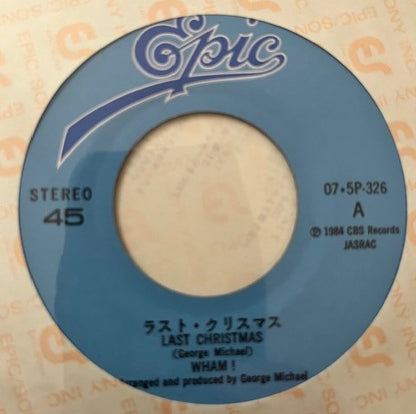 Epic
STEREO
45
07·5P-326
A
Ⓟ 1984 CBS Records
JASRAC
ラスト・クリスマス
LAST CHRISTMAS
(George Michael)
WHAM !
Arranged and produced by George Michael